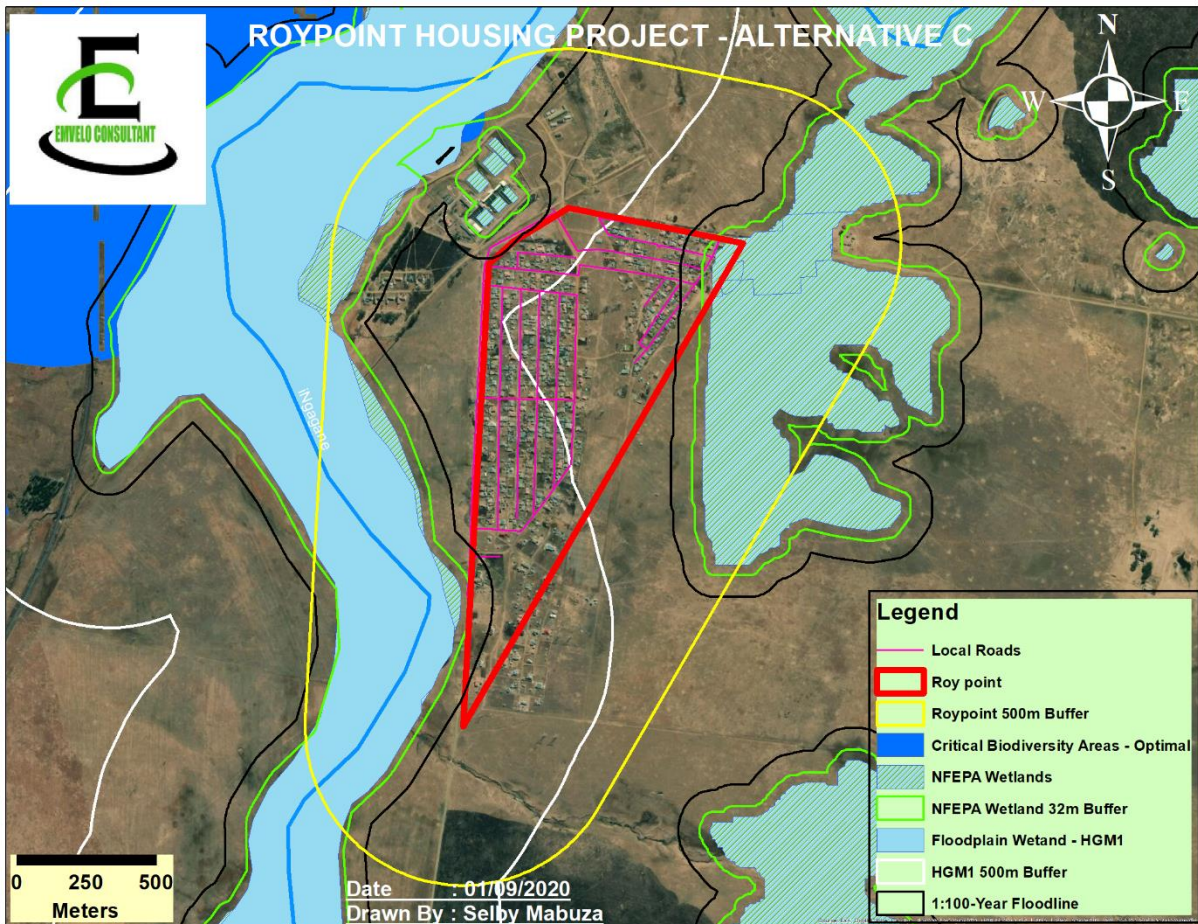 ROYPOINT HOUSING PROJECT - ALTERNATIVE C
E
EMVELO CONSULTANT
N
W
E
S
iNgagane
Legend
Local Roads
Roy point
Roypoint 500m Buffer
Critical Biodiversity Areas - Optimal
NFEPA Wetlands
NFEPA Wetland 32m Buffer
Floodplain Wetand - HGM1
HGM1 500m Buffer
1:100-Year Floodline
0 250 500
Meters
Date : 01/09/2020
Drawn By : Selby Mabuza